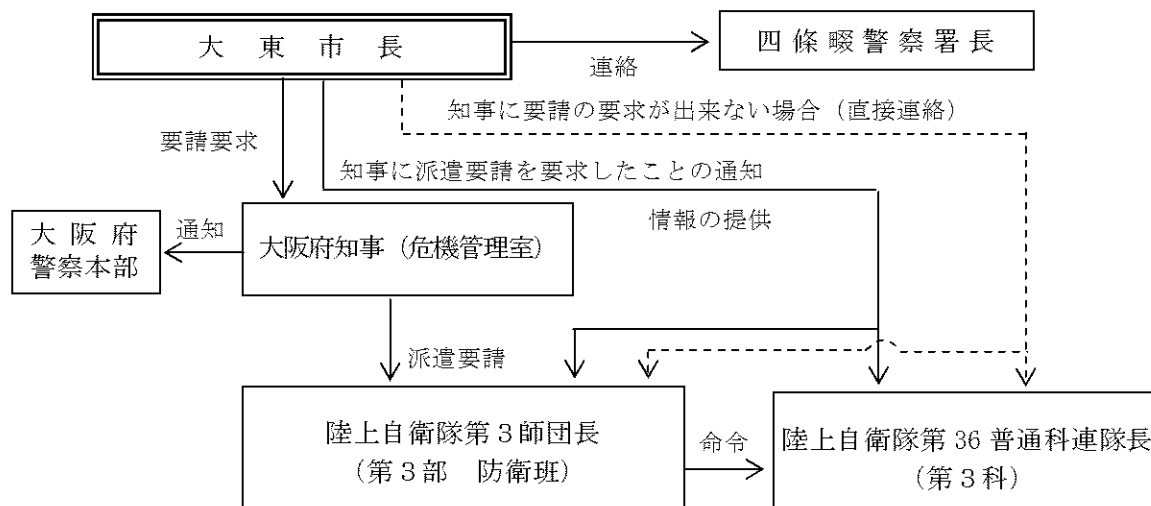 大東市長
四條畷警察署長
連絡
知事に要請の要求が出来ない場合（直接連絡）
要請要求
知事に派遣要請を要求したことの通知
情報の提供
大阪府
警察本部
通知
大阪府知事（危機管理室）
派遣要請
陸上自衛隊第３師団長
（第３部　防衛班）
命令
陸上自衛隊第 36 普通科連隊長
（第３科）